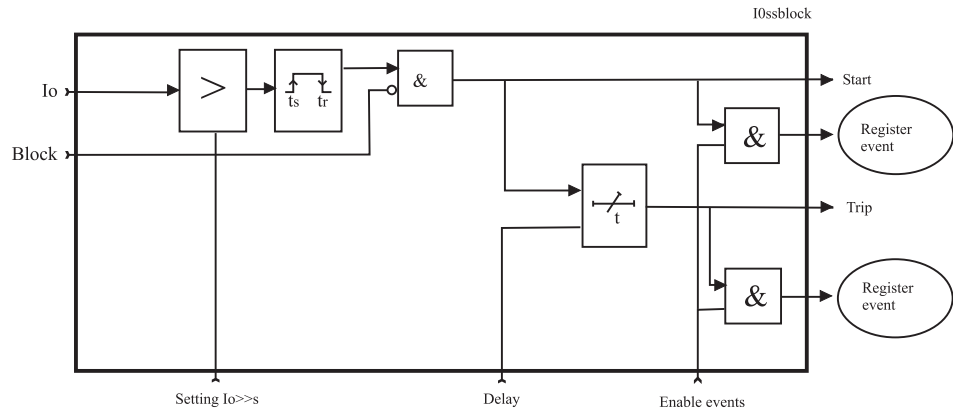 I0ssblock
Io
>
ts tr
&
Start
Block
&
Register
event
t
Trip
&
Register
event
Setting Io>>s
Delay
Enable events